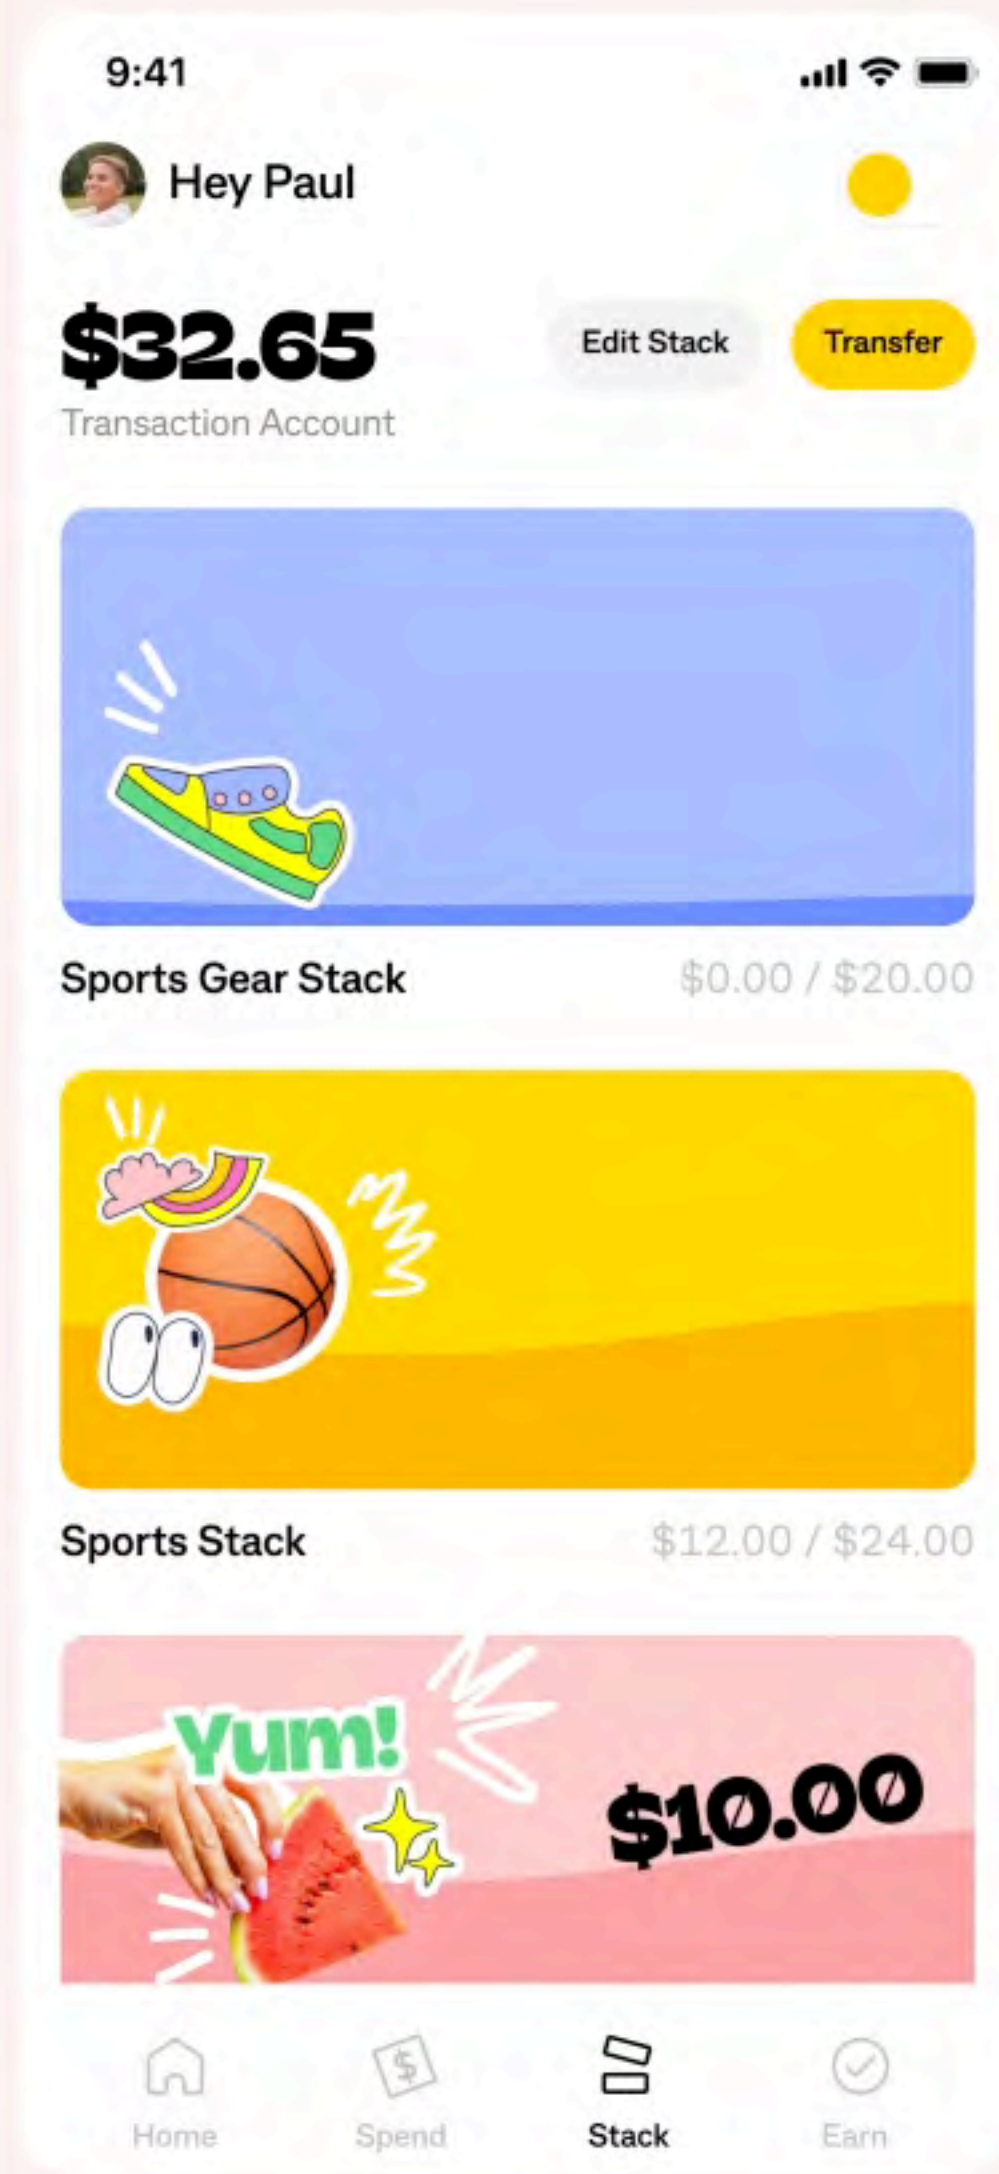 9:41
Hey Paul
$32.65
Edit Stack
Transfer
Transaction Account
Sports Gear Stack
$0.00 / $20.00
Sports Stack
$12.00 / $24.00
Yum!
$10.00
$
Home
Spend
Stack
Earn